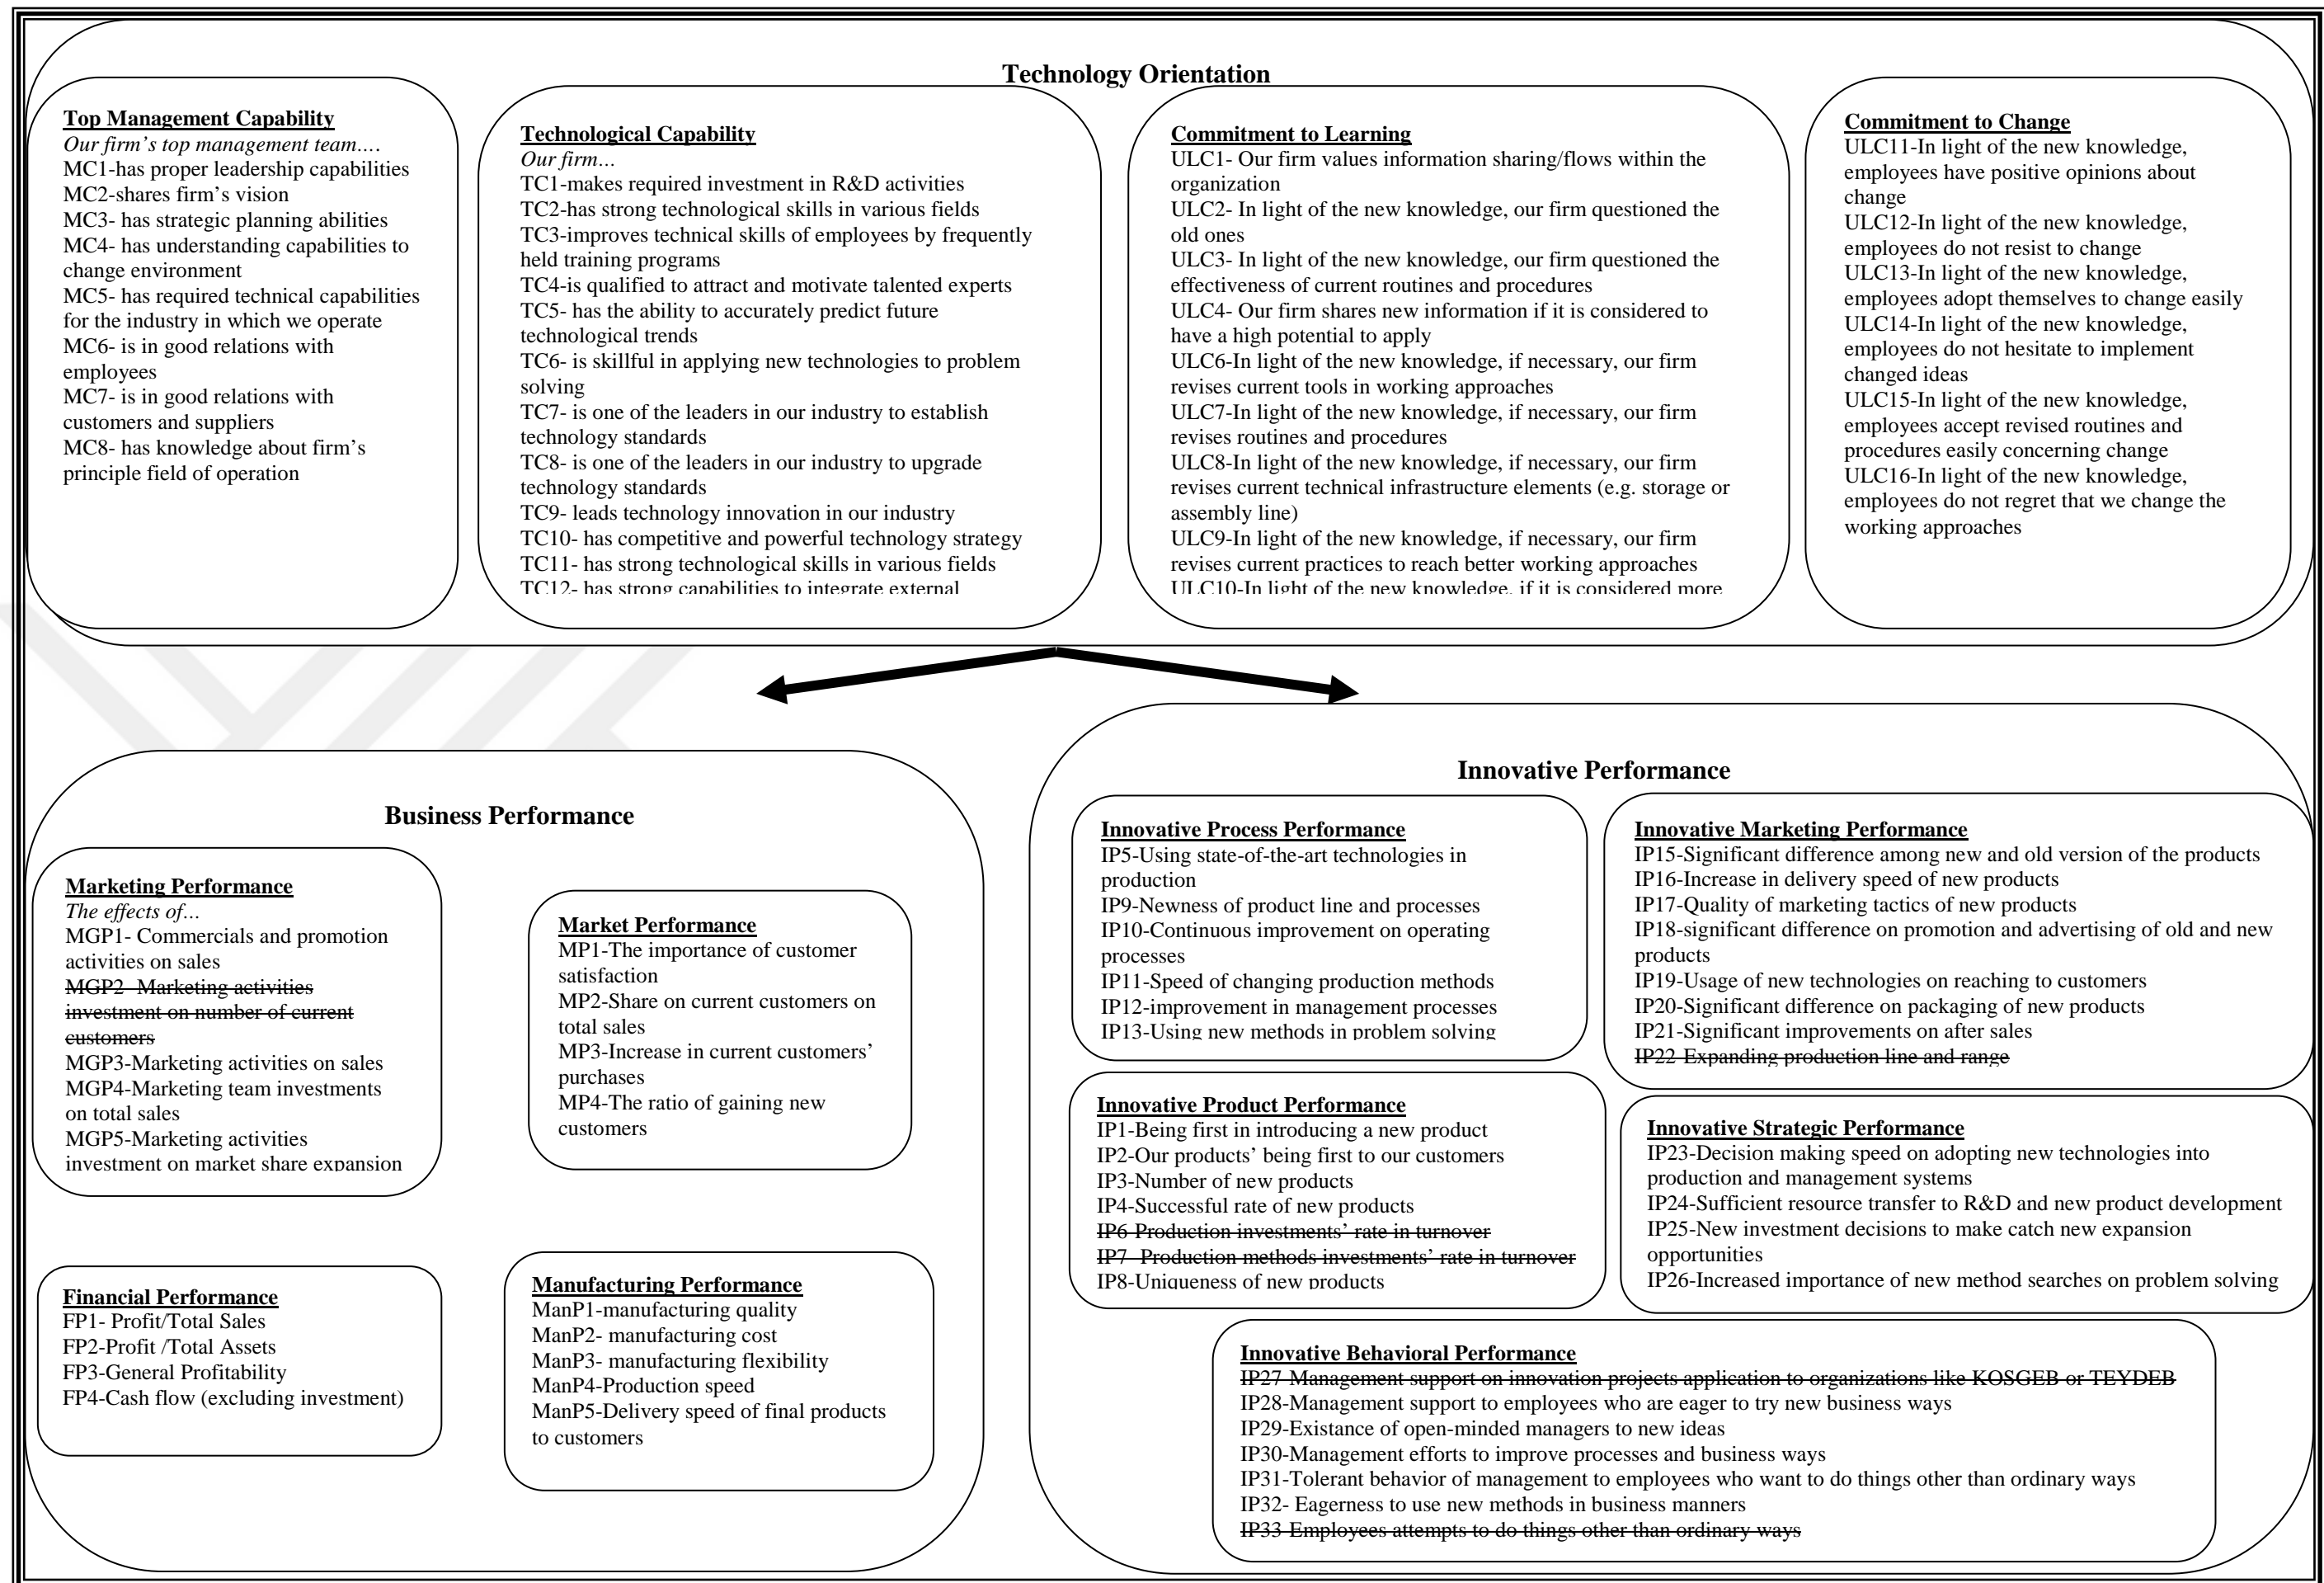 Technology Orientation
Top Management Capability
Our firm's top management team….
MC1-has proper leadership capabilities
MC2-shares firm's vision
MC3- has strategic planning abilities
MC4- has understanding capabilities to
change environment
MC5- has required technical capabilities
for the industry in which we operate
MC6- is in good relations with
employees
MC7- is in good relations with
customers and suppliers
MC8- has knowledge about firm's
principle field of operation
Technological Capability
Our firm…
TC1-makes required investment in R&D activities
TC2-has strong technological skills in various fields
TC3-improves technical skills of employees by frequently
held training programs
TC4-is qualified to attract and motivate talented experts
TC5- has the ability to accurately predict future
technological trends
TC6- is skillful in applying new technologies to problem
solving
TC7- is one of the leaders in our industry to establish
technology standards
TC8- is one of the leaders in our industry to upgrade
technology standards
TC9- leads technology innovation in our industry
TC10- has competitive and powerful technology strategy
TC11- has strong technological skills in various fields
TC12- has strong capabilities to integrate external
Commitment to Learning
ULC1- Our firm values information sharing/flows within the
organization
ULC2- In light of the new knowledge, our firm questioned the
old ones
ULC3- In light of the new knowledge, our firm questioned the
effectiveness of current routines and procedures
ULC4- Our firm shares new information if it is considered to
have a high potential to apply
ULC6-In light of the new knowledge, if necessary, our firm
revises current tools in working approaches
ULC7-In light of the new knowledge, if necessary, our firm
revises routines and procedures
ULC8-In light of the new knowledge, if necessary, our firm
revises current technical infrastructure elements (e.g. storage or
assembly line)
ULC9-In light of the new knowledge, if necessary, our firm
revises current practices to reach better working approaches
ULC10-In light of the new knowledge, if it is considered more
Commitment to Change
ULC11-In light of the new knowledge,
employees have positive opinions about
change
ULC12-In light of the new knowledge,
employees do not resist to change
ULC13-In light of the new knowledge,
employees adopt themselves to change easily
ULC14-In light of the new knowledge,
employees do not hesitate to implement
changed ideas
ULC15-In light of the new knowledge,
employees accept revised routines and
procedures easily concerning change
ULC16-In light of the new knowledge,
employees do not regret that we change the
working approaches
Business Performance
Marketing Performance
The effects of…
MGP1- Commercials and promotion
activities on sales
MGP2- Marketing activities
investment on number of current
customers
MGP3-Marketing activities on sales
MGP4-Marketing team investments
on total sales
MGP5-Marketing activities
investment on market share expansion
Market Performance
MP1-The importance of customer
satisfaction
MP2-Share on current customers on
total sales
MP3-Increase in current customers'
purchases
MP4-The ratio of gaining new
customers
Financial Performance
FP1- Profit/Total Sales
FP2-Profit /Total Assets
FP3-General Profitability
FP4-Cash flow (excluding investment)
Manufacturing Performance
ManP1-manufacturing quality
ManP2- manufacturing cost
ManP3- manufacturing flexibility
ManP4-Production speed
ManP5-Delivery speed of final products
to customers
Innovative Performance
Innovative Process Performance
IP5-Using state-of-the-art technologies in
production
IP9-Newness of product line and processes
IP10-Continuous improvement on operating
processes
IP11-Speed of changing production methods
IP12-improvement in management processes
IP13-Using new methods in problem solving
Innovative Marketing Performance
IP15-Significant difference among new and old version of the products
IP16-Increase in delivery speed of new products
IP17-Quality of marketing tactics of new products
IP18-significant difference on promotion and advertising of old and new
products
IP19-Usage of new technologies on reaching to customers
IP20-Significant difference on packaging of new products
IP21-Significant improvements on after sales
IP22-Expanding production line and range
Innovative Product Performance
IP1-Being first in introducing a new product
IP2-Our products' being first to our customers
IP3-Number of new products
IP4-Successful rate of new products
IP6-Production investments' rate in turnover
IP7- Production methods investments' rate in turnover
IP8-Uniqueness of new products
Innovative Strategic Performance
IP23-Decision making speed on adopting new technologies into
production and management systems
IP24-Sufficient resource transfer to R&D and new product development
IP25-New investment decisions to make catch new expansion
opportunities
IP26-Increased importance of new method searches on problem solving
Innovative Behavioral Performance
IP27-Management support on innovation projects application to organizations like KOSGEB or TEYDEB
IP28-Management support to employees who are eager to try new business ways
IP29-Existance of open-minded managers to new ideas
IP30-Management efforts to improve processes and business ways
IP31-Tolerant behavior of management to employees who want to do things other than ordinary ways
IP32- Eagerness to use new methods in business manners
IP33-Employees attempts to do things other than ordinary ways